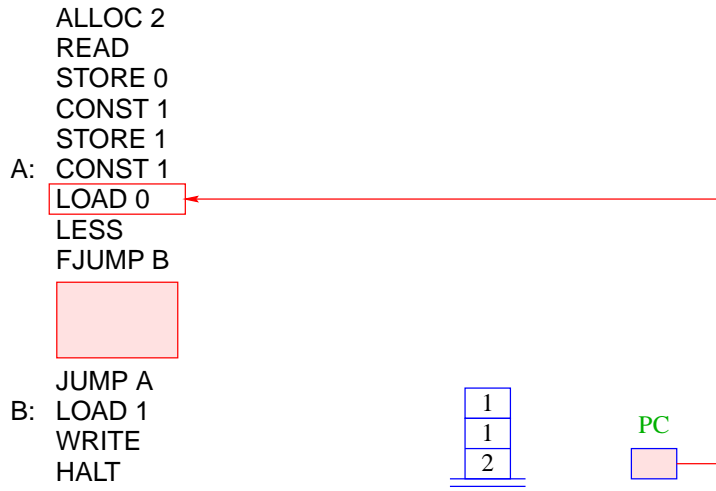 ALLOC 2
READ
STORE 0
CONST 1
STORE 1
A: CONST 1
LOAD 0
LESS
FJUMP B
JUMP A
B: LOAD 1
WRITE
HALT
1
1
2
PC